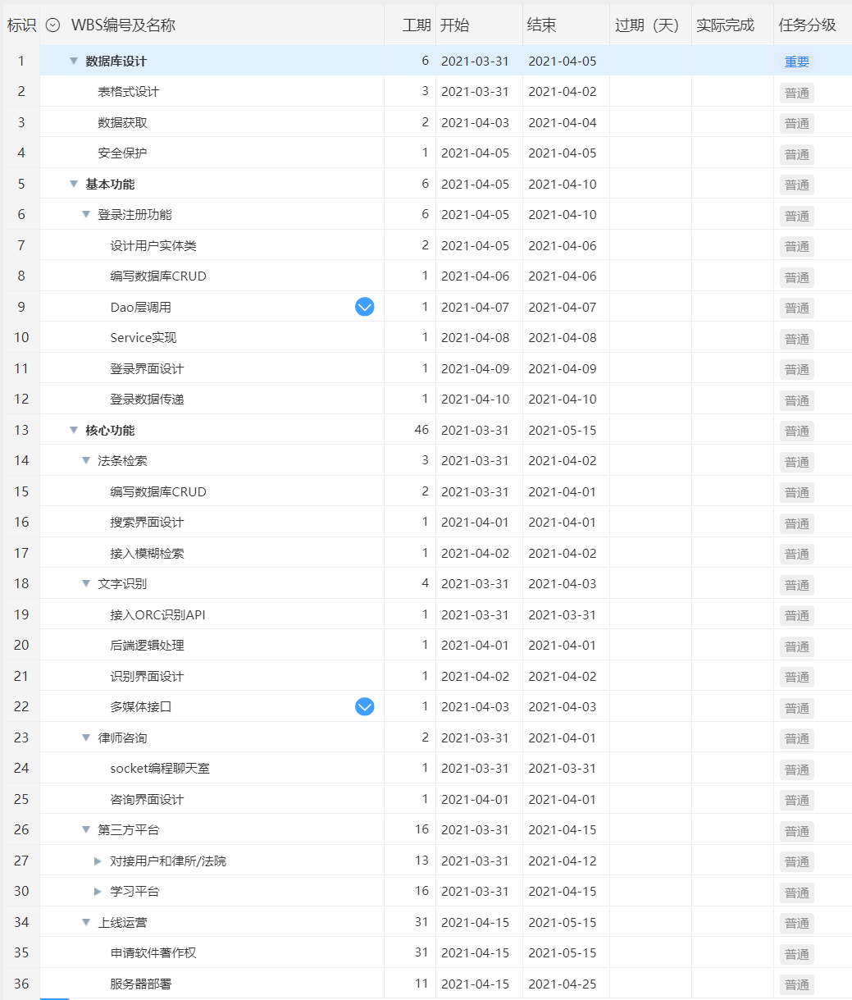 标识 WBS编号及名称 工期 开始 结束 过期（天） 实际完成 任务分级
1 数据库设计 6 2021-03-31 2021-04-05 重要
2 表格式设计 3 2021-03-31 2021-04-02 普通
3 数据获取 2 2021-04-03 2021-04-04 普通
4 安全保护 1 2021-04-05 2021-04-05 普通
5 基本功能 6 2021-04-05 2021-04-10 普通
6 登录注册功能 6 2021-04-05 2021-04-10 普通
7 设计用户实体类 2 2021-04-05 2021-04-06 普通
8 编写数据库CRUD 1 2021-04-06 2021-04-06 普通
9 Dao层调用 1 2021-04-07 2021-04-07 普通
10 Service实现 1 2021-04-08 2021-04-08 普通
11 登录界面设计 1 2021-04-09 2021-04-09 普通
12 登录数据传递 1 2021-04-10 2021-04-10 普通
13 核心功能 46 2021-03-31 2021-05-15 普通
14 法条检索 3 2021-03-31 2021-04-02 普通
15 编写数据库CRUD 2 2021-03-31 2021-04-01 普通
16 搜索界面设计 1 2021-04-01 2021-04-01 普通
17 接入模糊检索 1 2021-04-02 2021-04-02 普通
18 文字识别 4 2021-03-31 2021-04-03 普通
19 接入ORC识别API 1 2021-03-31 2021-03-31 普通
20 后端逻辑处理 1 2021-04-01 2021-04-01 普通
21 识别界面设计 1 2021-04-02 2021-04-02 普通
22 多媒体接口 1 2021-04-03 2021-04-03 普通
23 律师咨询 2 2021-03-31 2021-04-01 普通
24 socket编程聊天室 1 2021-03-31 2021-03-31 普通
25 咨询界面设计 1 2021-04-01 2021-04-01 普通
26 第三方平台 16 2021-03-31 2021-04-15 普通
27 对接用户和律所/法院 13 2021-03-31 2021-04-12 普通
30 学习平台 16 2021-03-31 2021-04-15 普通
34 上线运营 31 2021-04-15 2021-05-15 普通
35 申请软件著作权 31 2021-04-15 2021-05-15 普通
36 服务器部署 11 2021-04-15 2021-04-25 普通